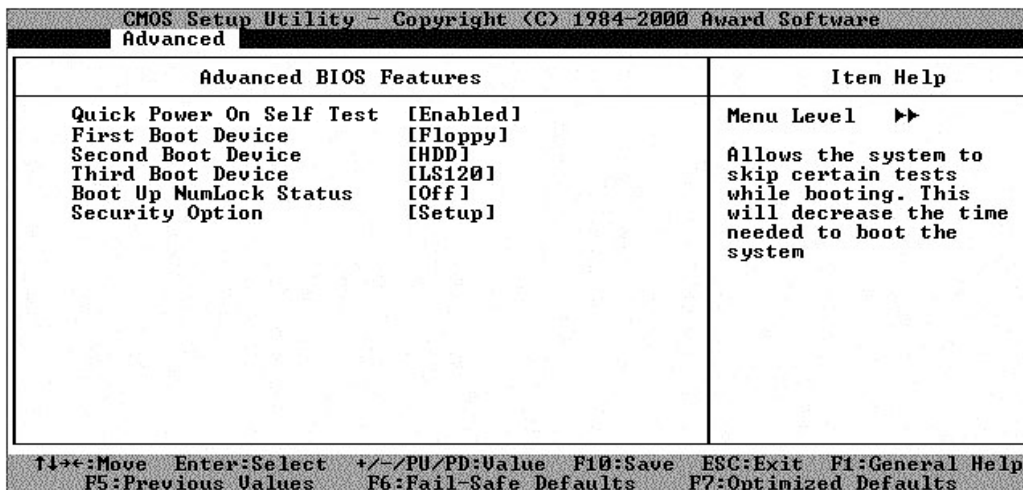 CMOS Setup Utility - Copyright (C) 1984-2000 Award Software
Advanced
Advanced BIOS Features
Quick Power On Self Test [Enabled]
First Boot Device [Floppy]
Second Boot Device [HDD]
Third Boot Device [LS120]
Boot Up NumLock Status [Off]
Security Option [Setup]
Item Help
Menu Level ►►
Allows the system to
skip certain tests
while booting. This
will decrease the time
needed to boot the
system
↑↓→←:Move Enter:Select +/-/PU/PD:Value F10:Save ESC:Exit F1:General Help
F5:Previous Values F6:Fail-Safe Defaults F7:Optimized Defaults